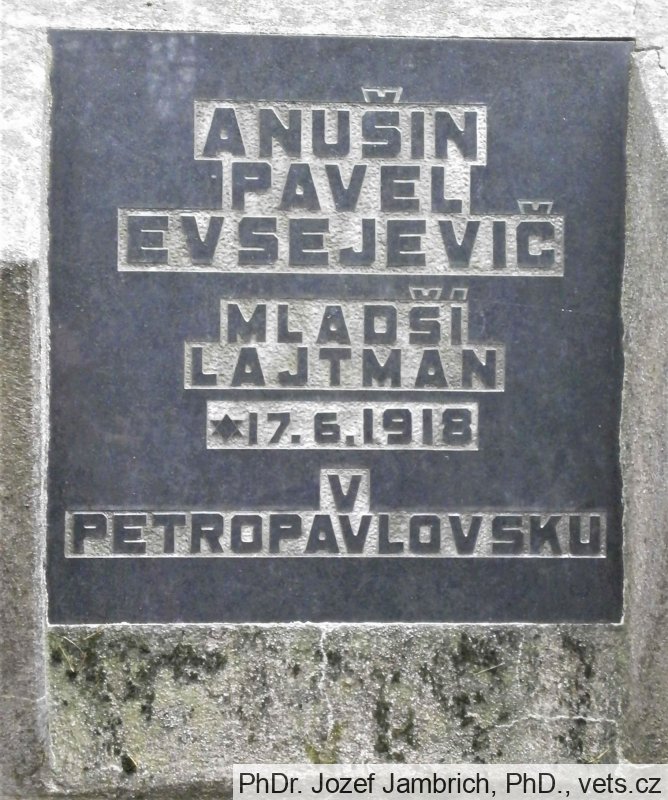 ANUŠIN
PAVEL
EVSEJEVIČ
MLADŠÍ
LAJTMAN
✶17.6.1918
V
PETROPAVLOVSKU
PhDr. Jozef Jambrich, PhD., vets.cz